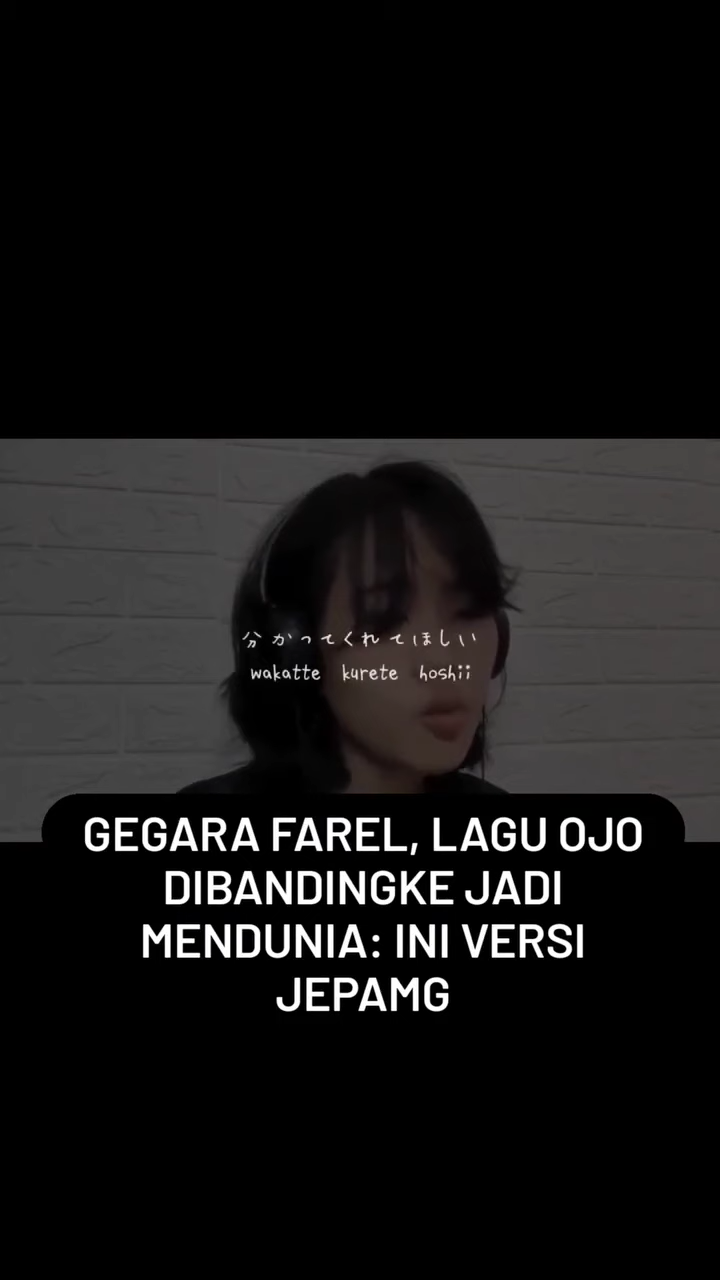 分かってくれてほしい
wakatte kurete hoshii
GEGARA FAREL, LAGU OJO
DIBANDINGKE JADI
MENDUNIA: INI VERSI
JEPAMG